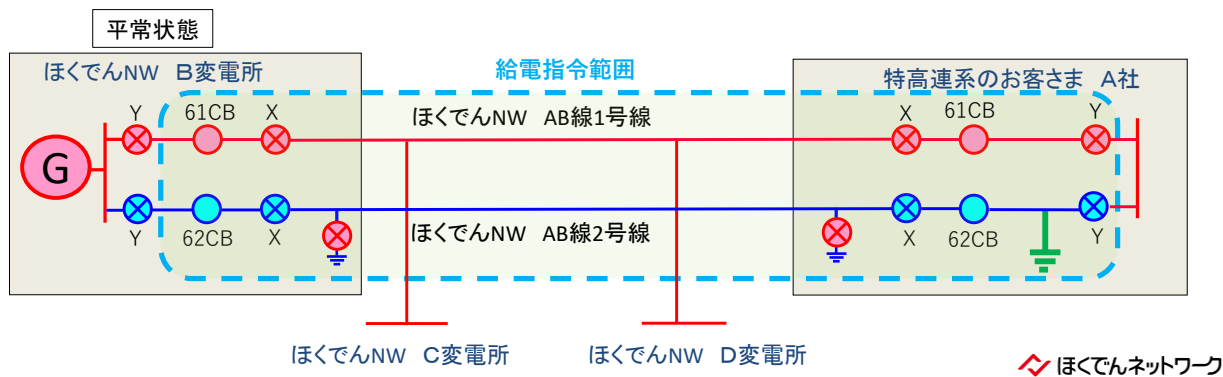 平常状態
ほくでんNW B変電所
給電指令範囲
特高連系のお客さま A社
Y
61CB
X
ほくでんNW AB線1号線
X
61CB
Y
G
Y
62CB
X
ほくでんNW AB線2号線
X
62CB
Y
ほくでんNW C変電所
ほくでんNW D変電所
ほくでんネットワーク